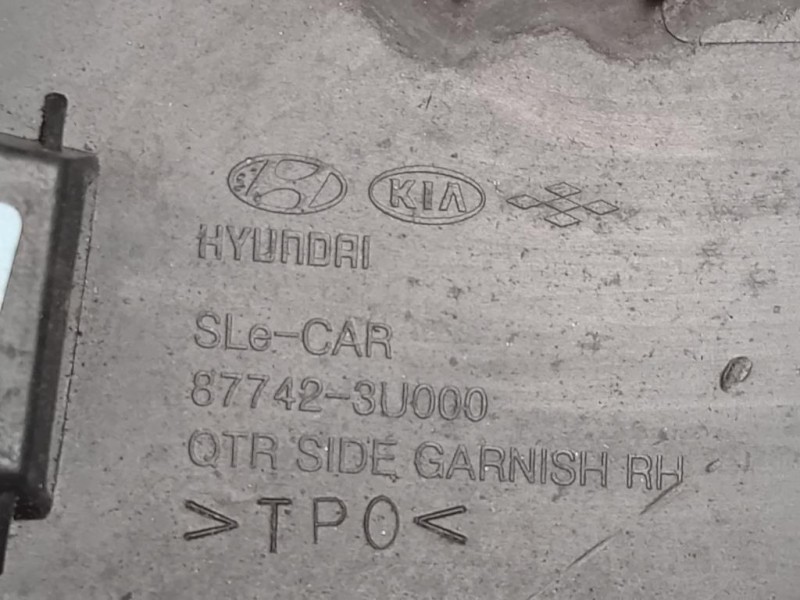 KIA
HYUNDAI
SLe-CAR
87742-3U000
QTR SIDE GARNISH RH
>TPO<